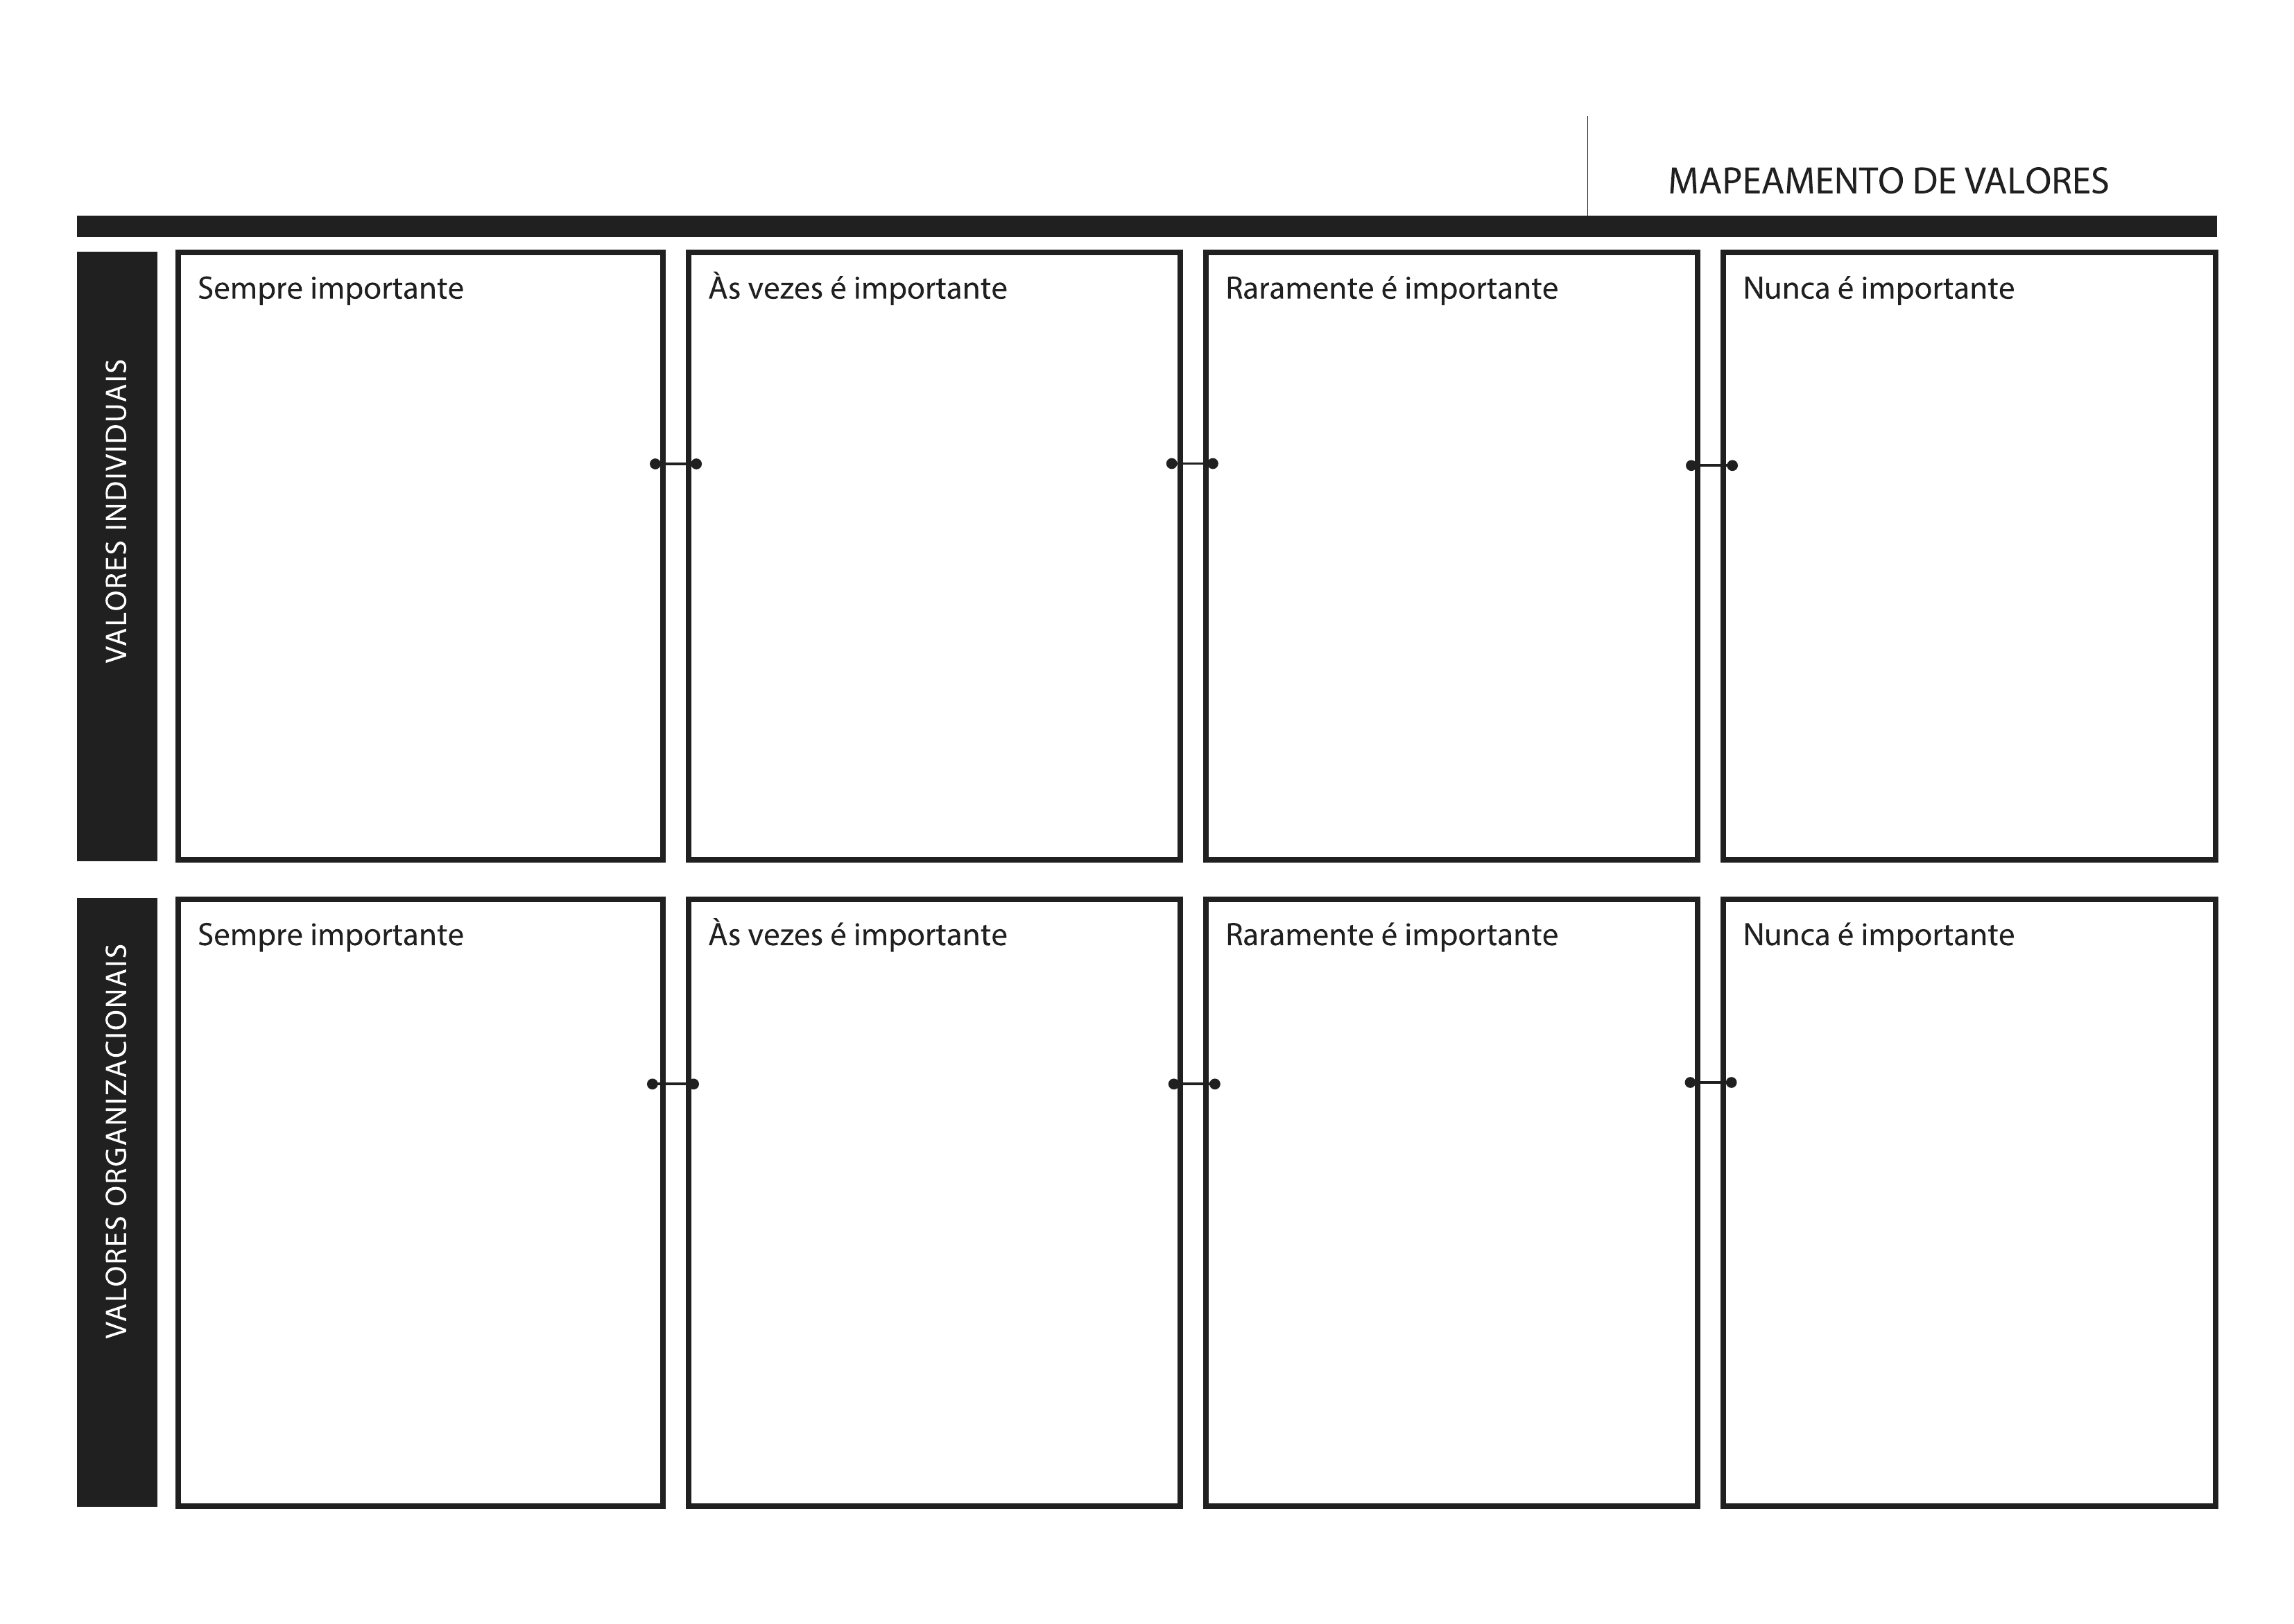 MAPEAMENTO DE VALORES
VALORES INDIVIDUAIS
Sempre importante
Às vezes é importante
Raramente é importante
Nunca é importante
VALORES ORGANIZACIONAIS
Sempre importante
Às vezes é importante
Raramente é importante
Nunca é importante